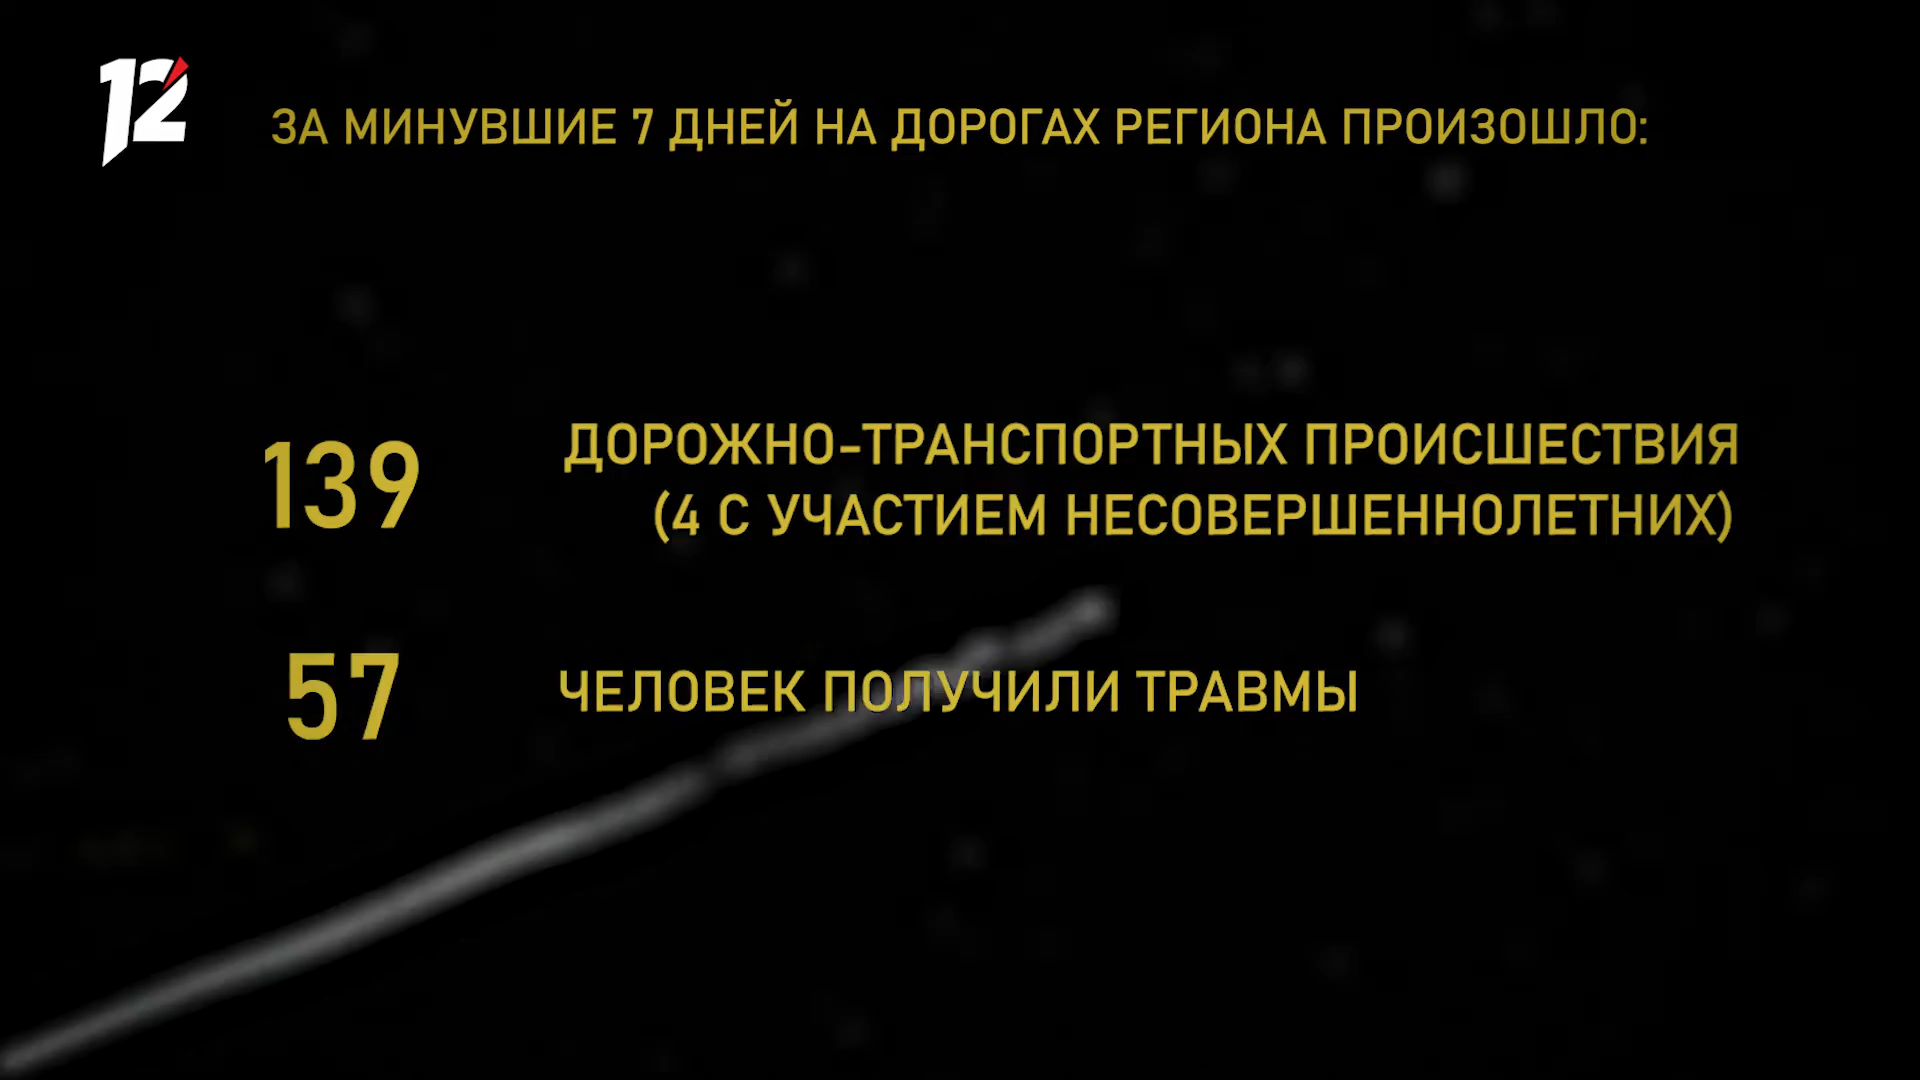 12
ЗА МИНУВШИЕ 7 ДНЕЙ НА ДОРОГАХ РЕГИОНА ПРОИЗОШЛО:
139 ДОРОЖНО-ТРАНСПОРТНЫХ ПРОИСШЕСТВИЯ
(4 С УЧАСТИЕМ НЕСОВЕРШЕННОЛЕТНИХ)
57 ЧЕЛОВЕК ПОЛУЧИЛИ ТРАВМЫ